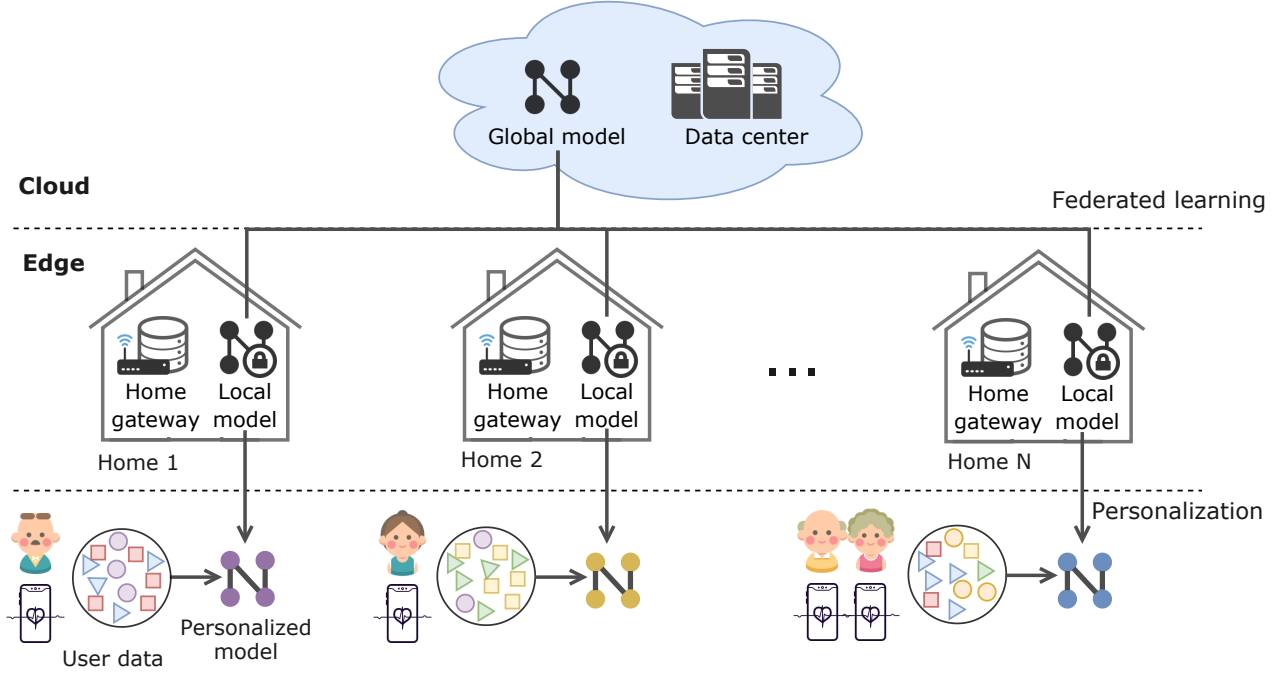 Global model
Data center
Cloud
Federated learning
Edge
Home
gateway
Local
model
Home
gateway
Local
model
...
Home
gateway
Local
model
Home 1
Home 2
Home N
Personalization
Personalized
model
User data